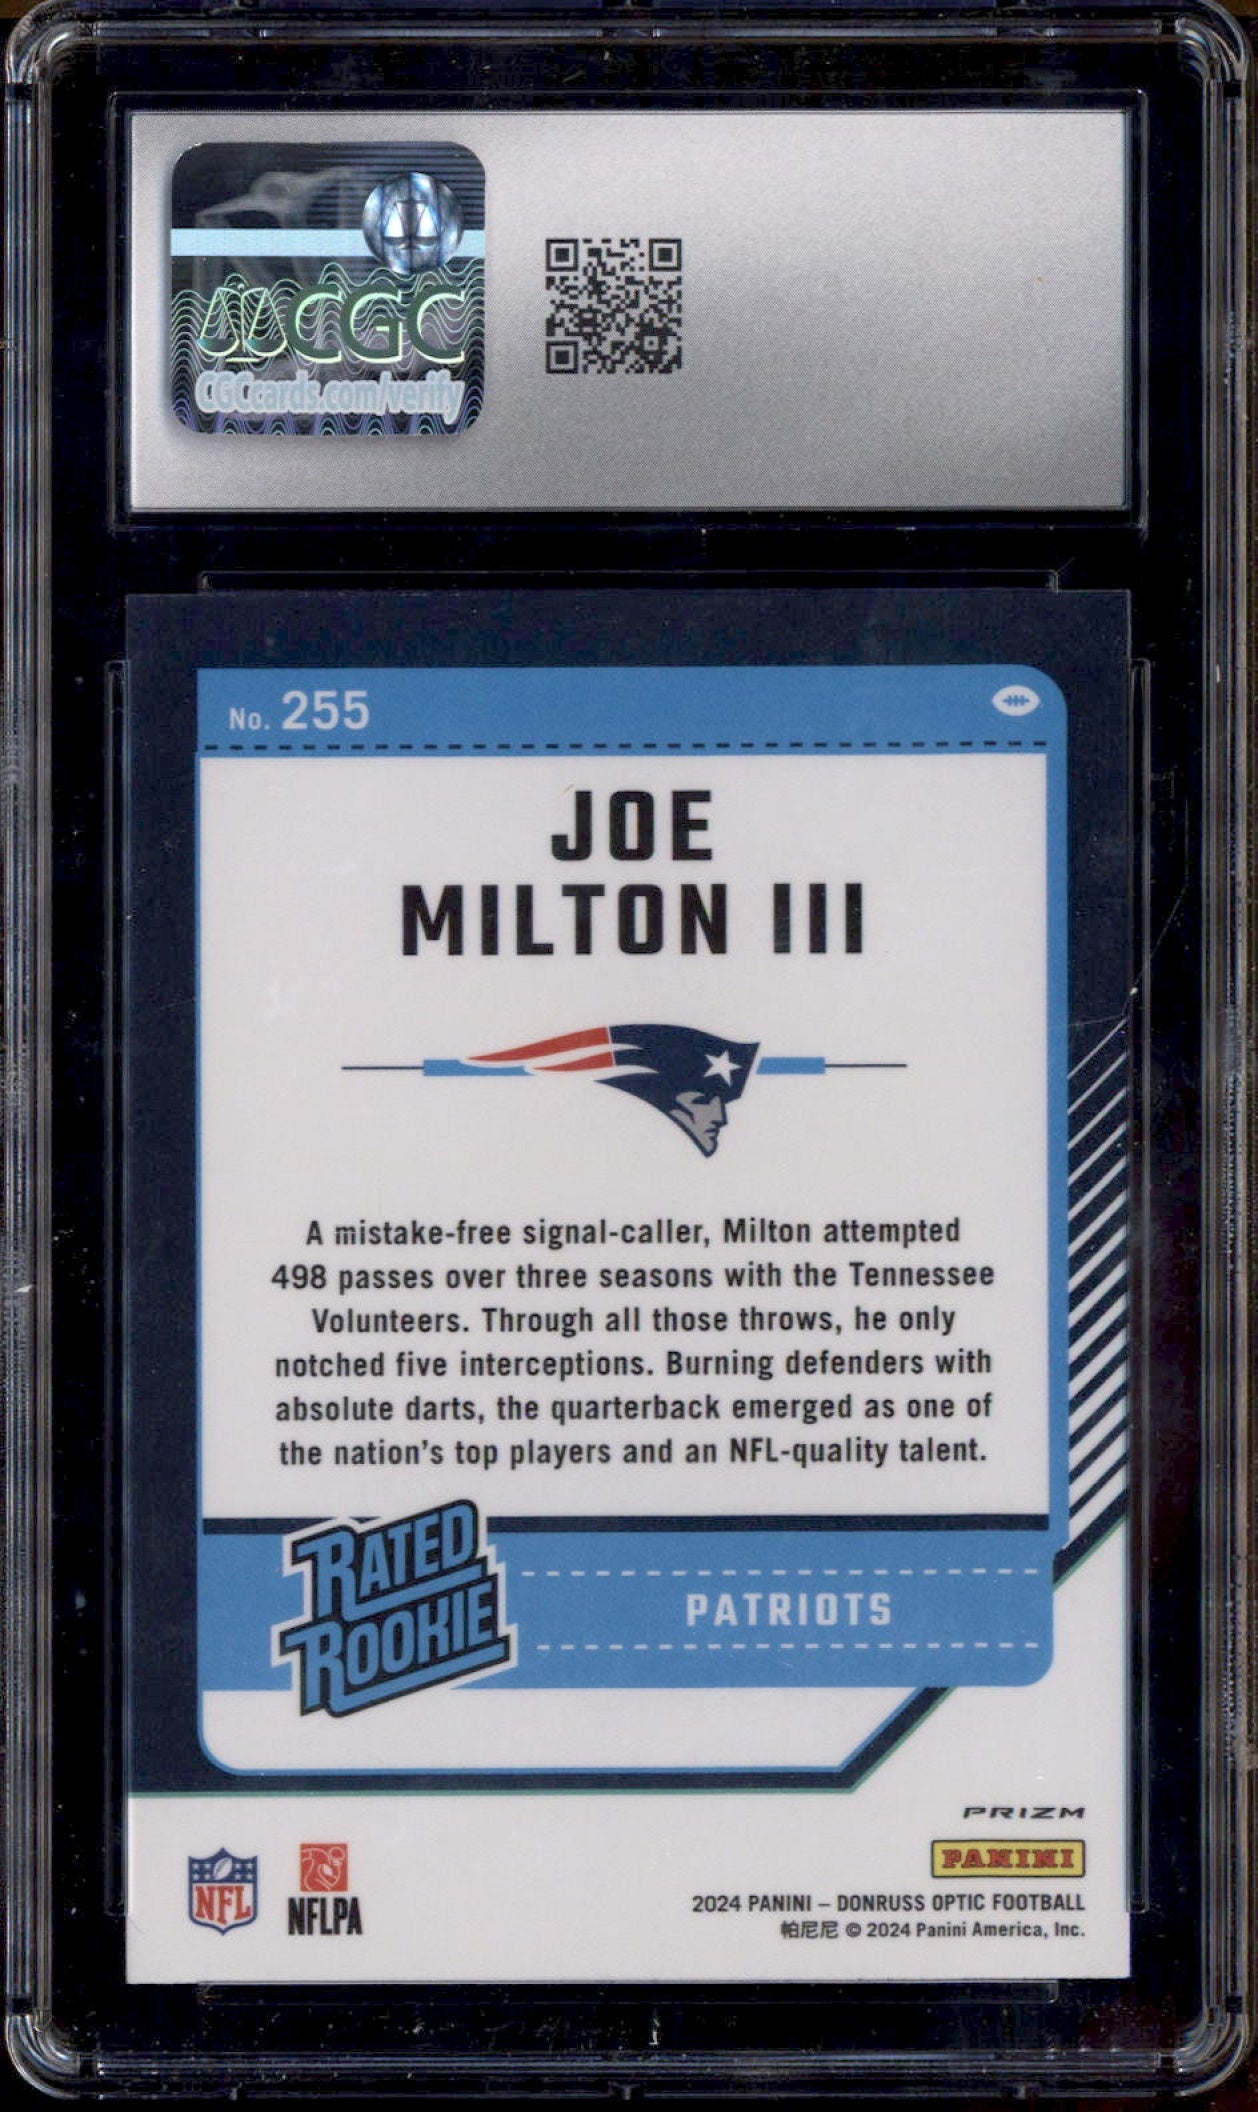 CGC
CGCcards.com/verify
No. 255
JOE
MILTON III
A mistake-free signal-caller, Milton attempted
498 passes over three seasons with the Tennessee
Volunteers. Through all those throws, he only
notched five interceptions. Burning defenders with
absolute darts, the quarterback emerged as one of
the nation's top players and an NFL-quality talent.
RATED
ROOKIE
PATRIOTS
PRIZM
PANINI
NFL
NFLPA
2024 PANINI – DONRUSS OPTIC FOOTBALL
帕尼尼 © 2024 Panini America, Inc.